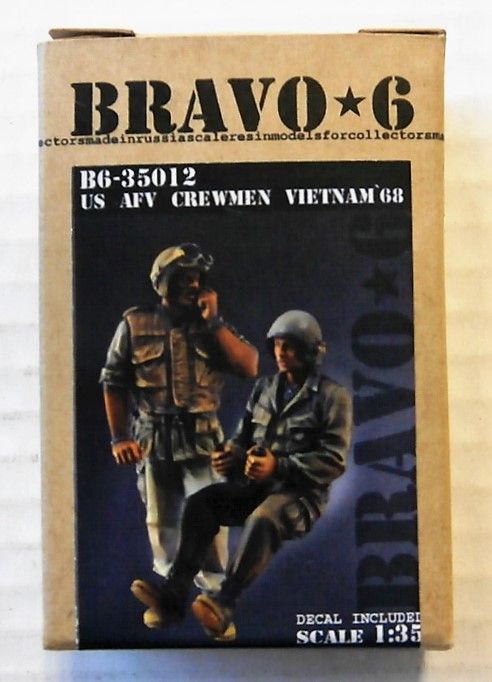 BRAVO★6
ectorsmadeinrussiascaleresinmodelsforcollectorsma
B6-35012
US AFV CREWMEN VIETNAM'68
BRAVO★6
DECAL INCLUDED
SCALE 1:35